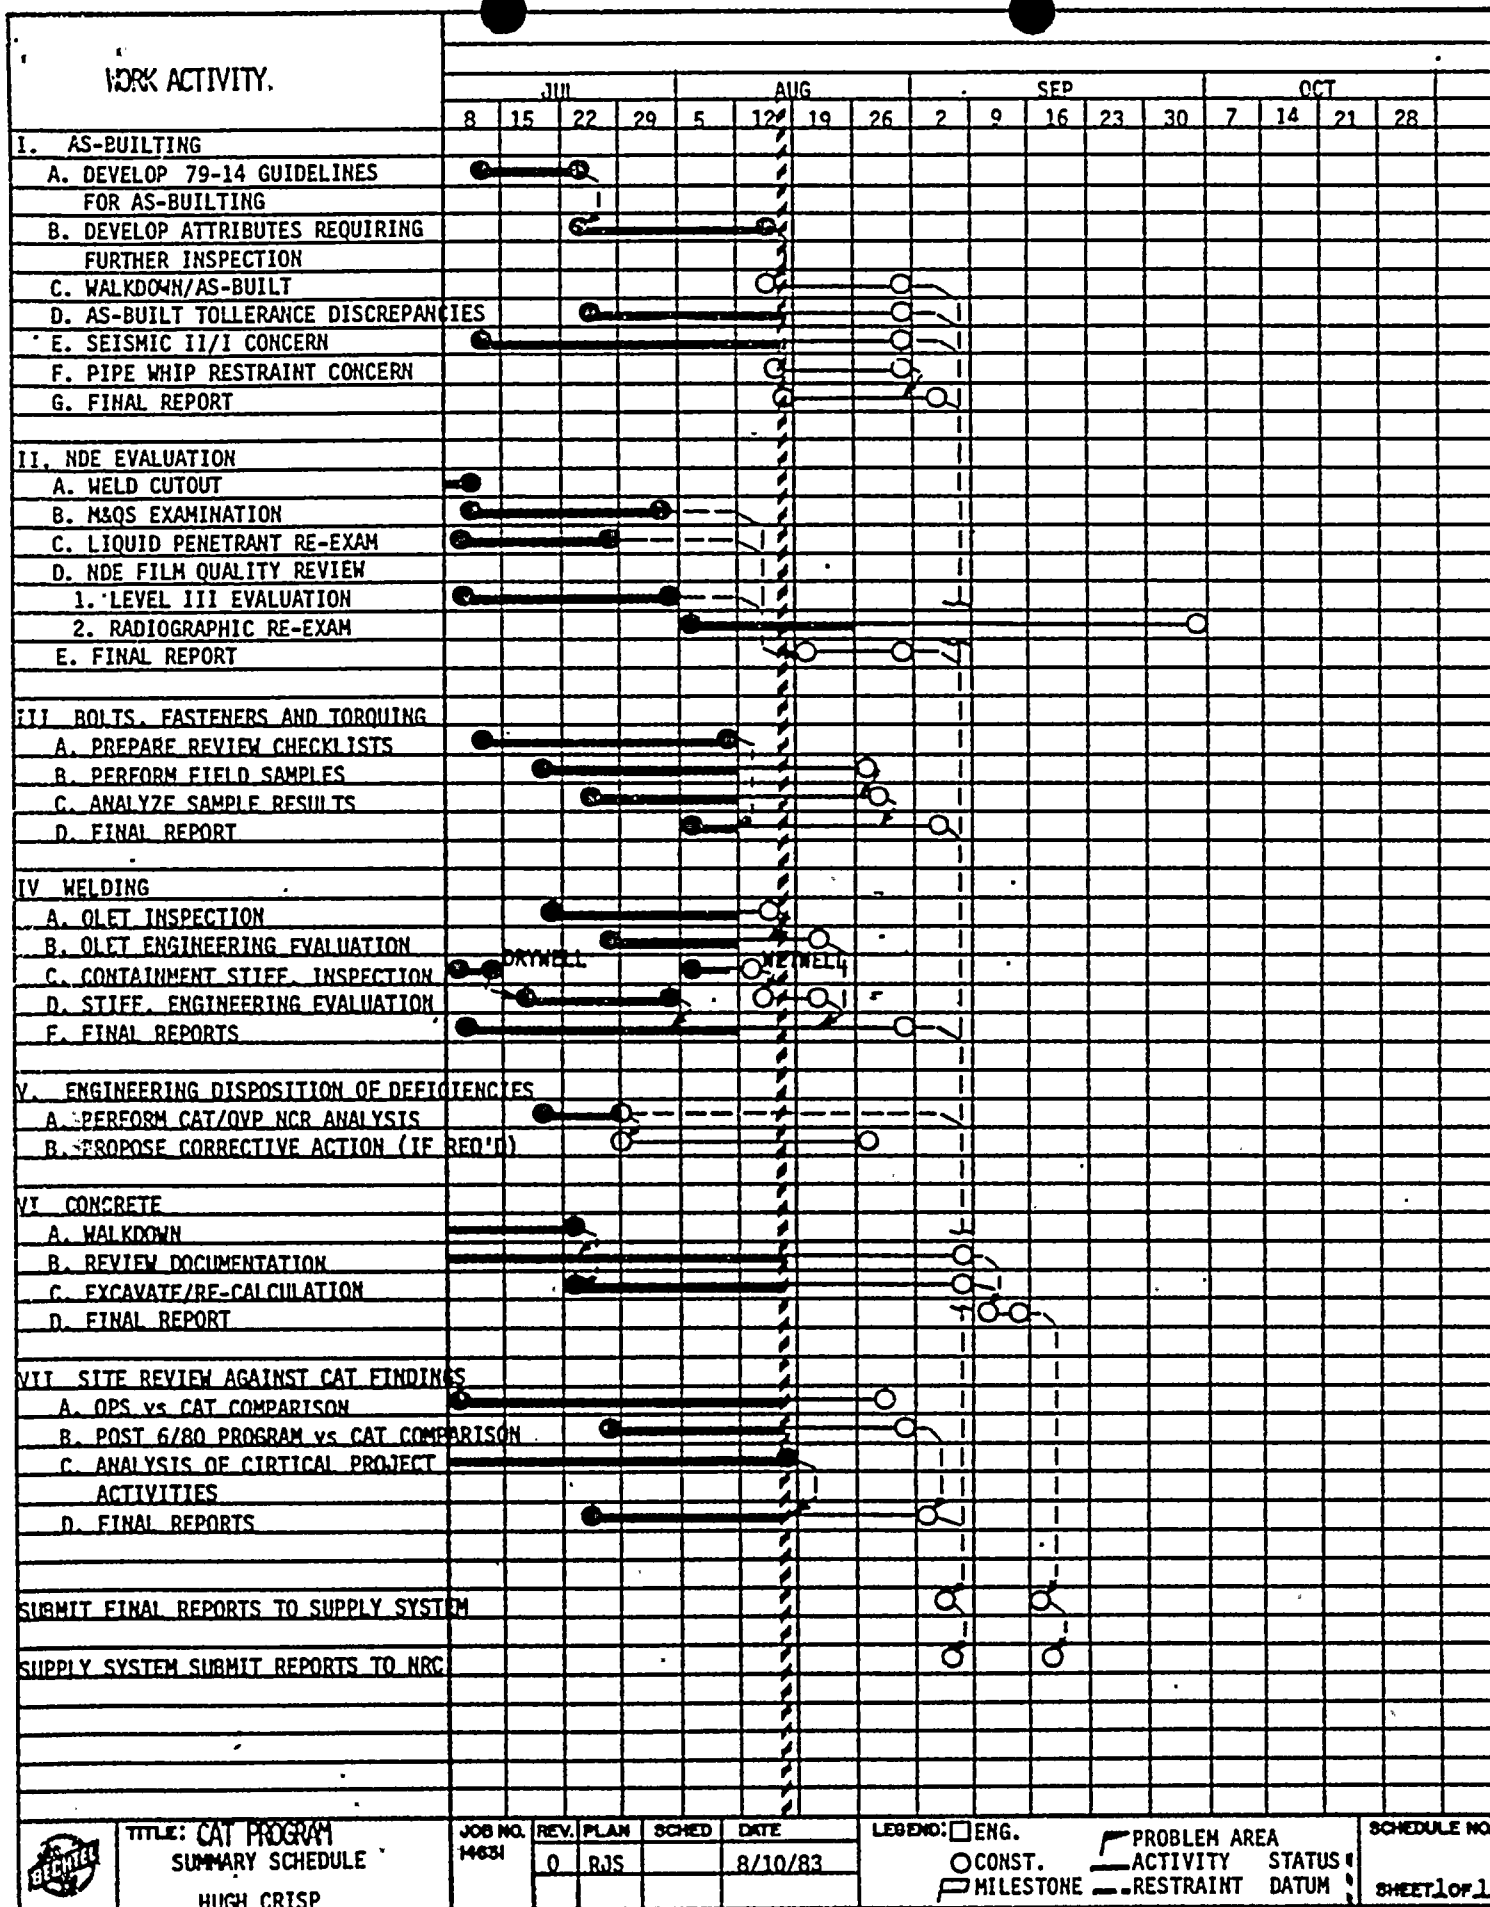 WORK ACTIVITY.
JUL AUG SEP OCT
8 15 22 29 5 12 19 26 2 9 16 23 30 7 14 21 28
I. AS-BUILTING
A. DEVELOP 79-14 GUIDELINES
FOR AS-BUILTING
B. DEVELOP ATTRIBUTES REQUIRING
FURTHER INSPECTION
C. WALKDOWN/AS-BUILT
D. AS-BUILT TOLLERANCE DISCREPANCIES
E. SEISMIC II/I CONCERN
F. PIPE WHIP RESTRAINT CONCERN
G. FINAL REPORT
II. NDE EVALUATION
A. WELD CUTOUT
B. M&QS EXAMINATION
C. LIQUID PENETRANT RE-EXAM
D. NDE FILM QUALITY REVIEW
1. LEVEL III EVALUATION
2. RADIOGRAPHIC RE-EXAM
E. FINAL REPORT
III BOLTS, FASTENERS AND TORQUING
A. PREPARE REVIEW CHECKLISTS
B. PERFORM FIELD SAMPLES
C. ANALYZE SAMPLE RESULTS
D. FINAL REPORT
IV WELDING
A. OLET INSPECTION
B. OLET ENGINEERING EVALUATION
C. CONTAINMENT STIFF. INSPECTION DRYWELL WETWELL
D. STIFF. ENGINEERING EVALUATION
F. FINAL REPORTS
V. ENGINEERING DISPOSITION OF DEFICIENCIES
A. PERFORM CAT/QVP NCR ANALYSIS
B. PROPOSE CORRECTIVE ACTION (IF REQ'D)
VI CONCRETE
A. WALKDOWN
B. REVIEW DOCUMENTATION
C. EXCAVATE/RE-CALCULATION
D. FINAL REPORT
VII SITE REVIEW AGAINST CAT FINDINGS
A. OPS vs CAT COMPARISON
B. POST 6/80 PROGRAM vs CAT COMPARISON
C. ANALYSIS OF CIRTICAL PROJECT
ACTIVITIES
D. FINAL REPORTS
SUBMIT FINAL REPORTS TO SUPPLY SYSTEM
SUPPLY SYSTEM SUBMIT REPORTS TO NRC
BECHTEL
TITLE: CAT PROGRAM
SUMMARY SCHEDULE
HUGH CRISP
JOB NO. REV. PLAN SCHED DATE
14631 0 RJS 8/10/83
LEGEND: ENG. PROBLEM AREA
CONST. ACTIVITY STATUS
MILESTONE RESTRAINT DATUM
SCHEDULE NO.
SHEET 1 OF 1